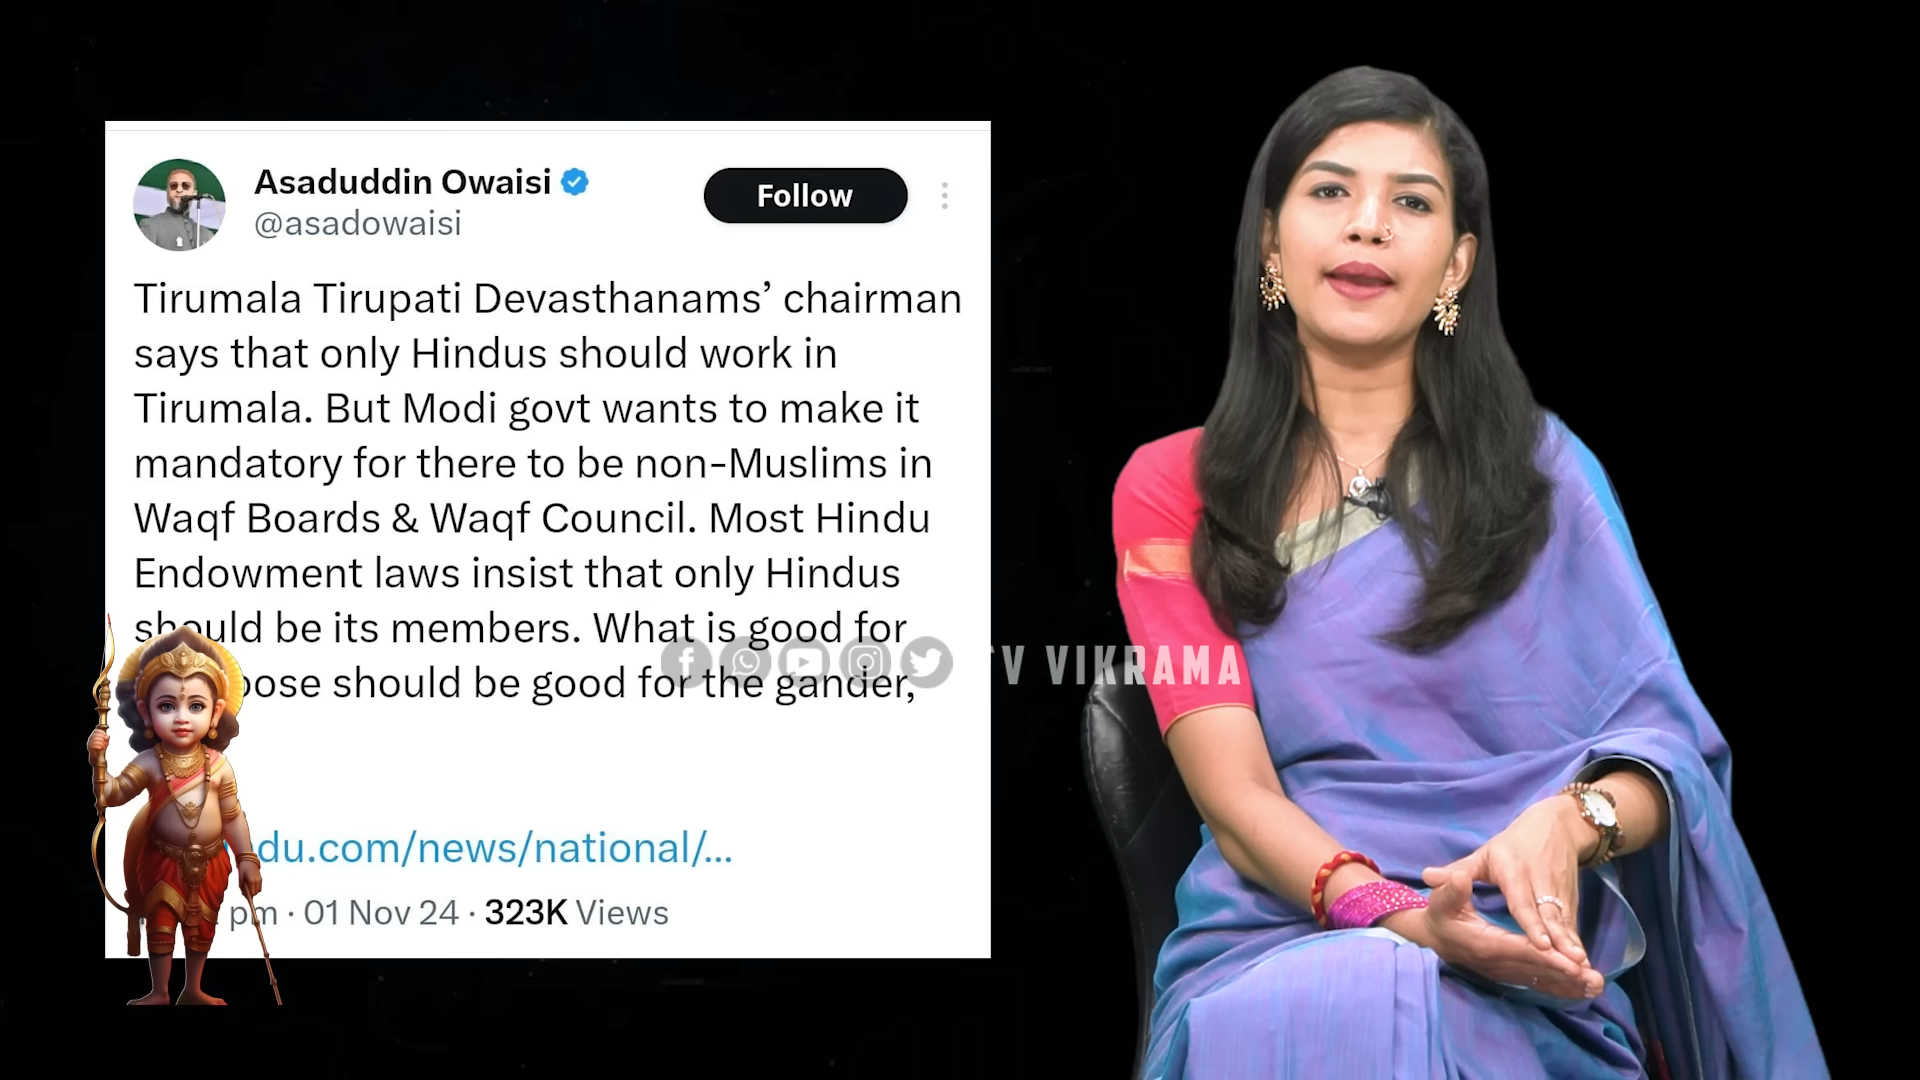 Asaduddin Owaisi
@asadowaisi
Follow
Tirumala Tirupati Devasthanams’ chairman
says that only Hindus should work in
Tirumala. But Modi govt wants to make it
mandatory for there to be non-Muslims in
Waqf Boards & Waqf Council. Most Hindu
Endowment laws insist that only Hindus
should be its members. What is good for
should be good for the gander,
TV VIKRAMA
du.com/news/national/...
pm · 01 Nov 24 · 323K Views